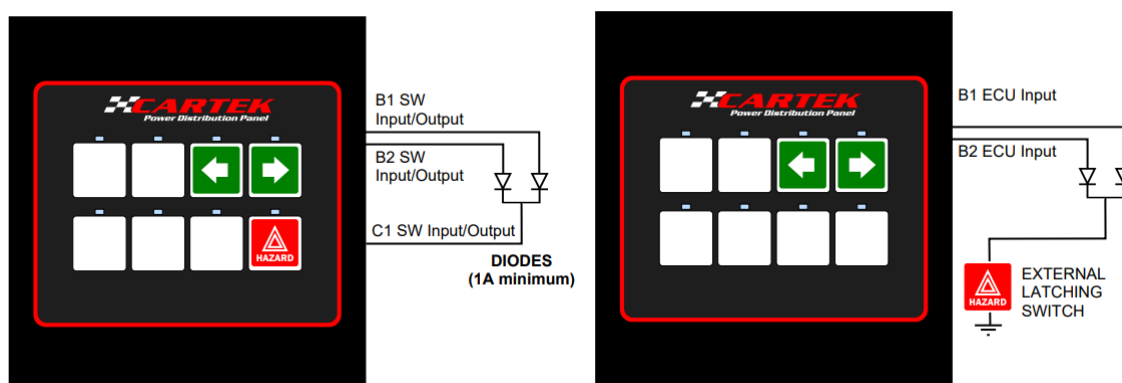 CARTEK
Power Distribution Panel
HAZARD
B1 SW
Input/Output
B2 SW
Input/Output
C1 SW Input/Output
DIODES
(1A minimum)
CARTEK
Power Distribution Panel
B1 ECU Input
B2 ECU Input
HAZARD
EXTERNAL
LATCHING
SWITCH